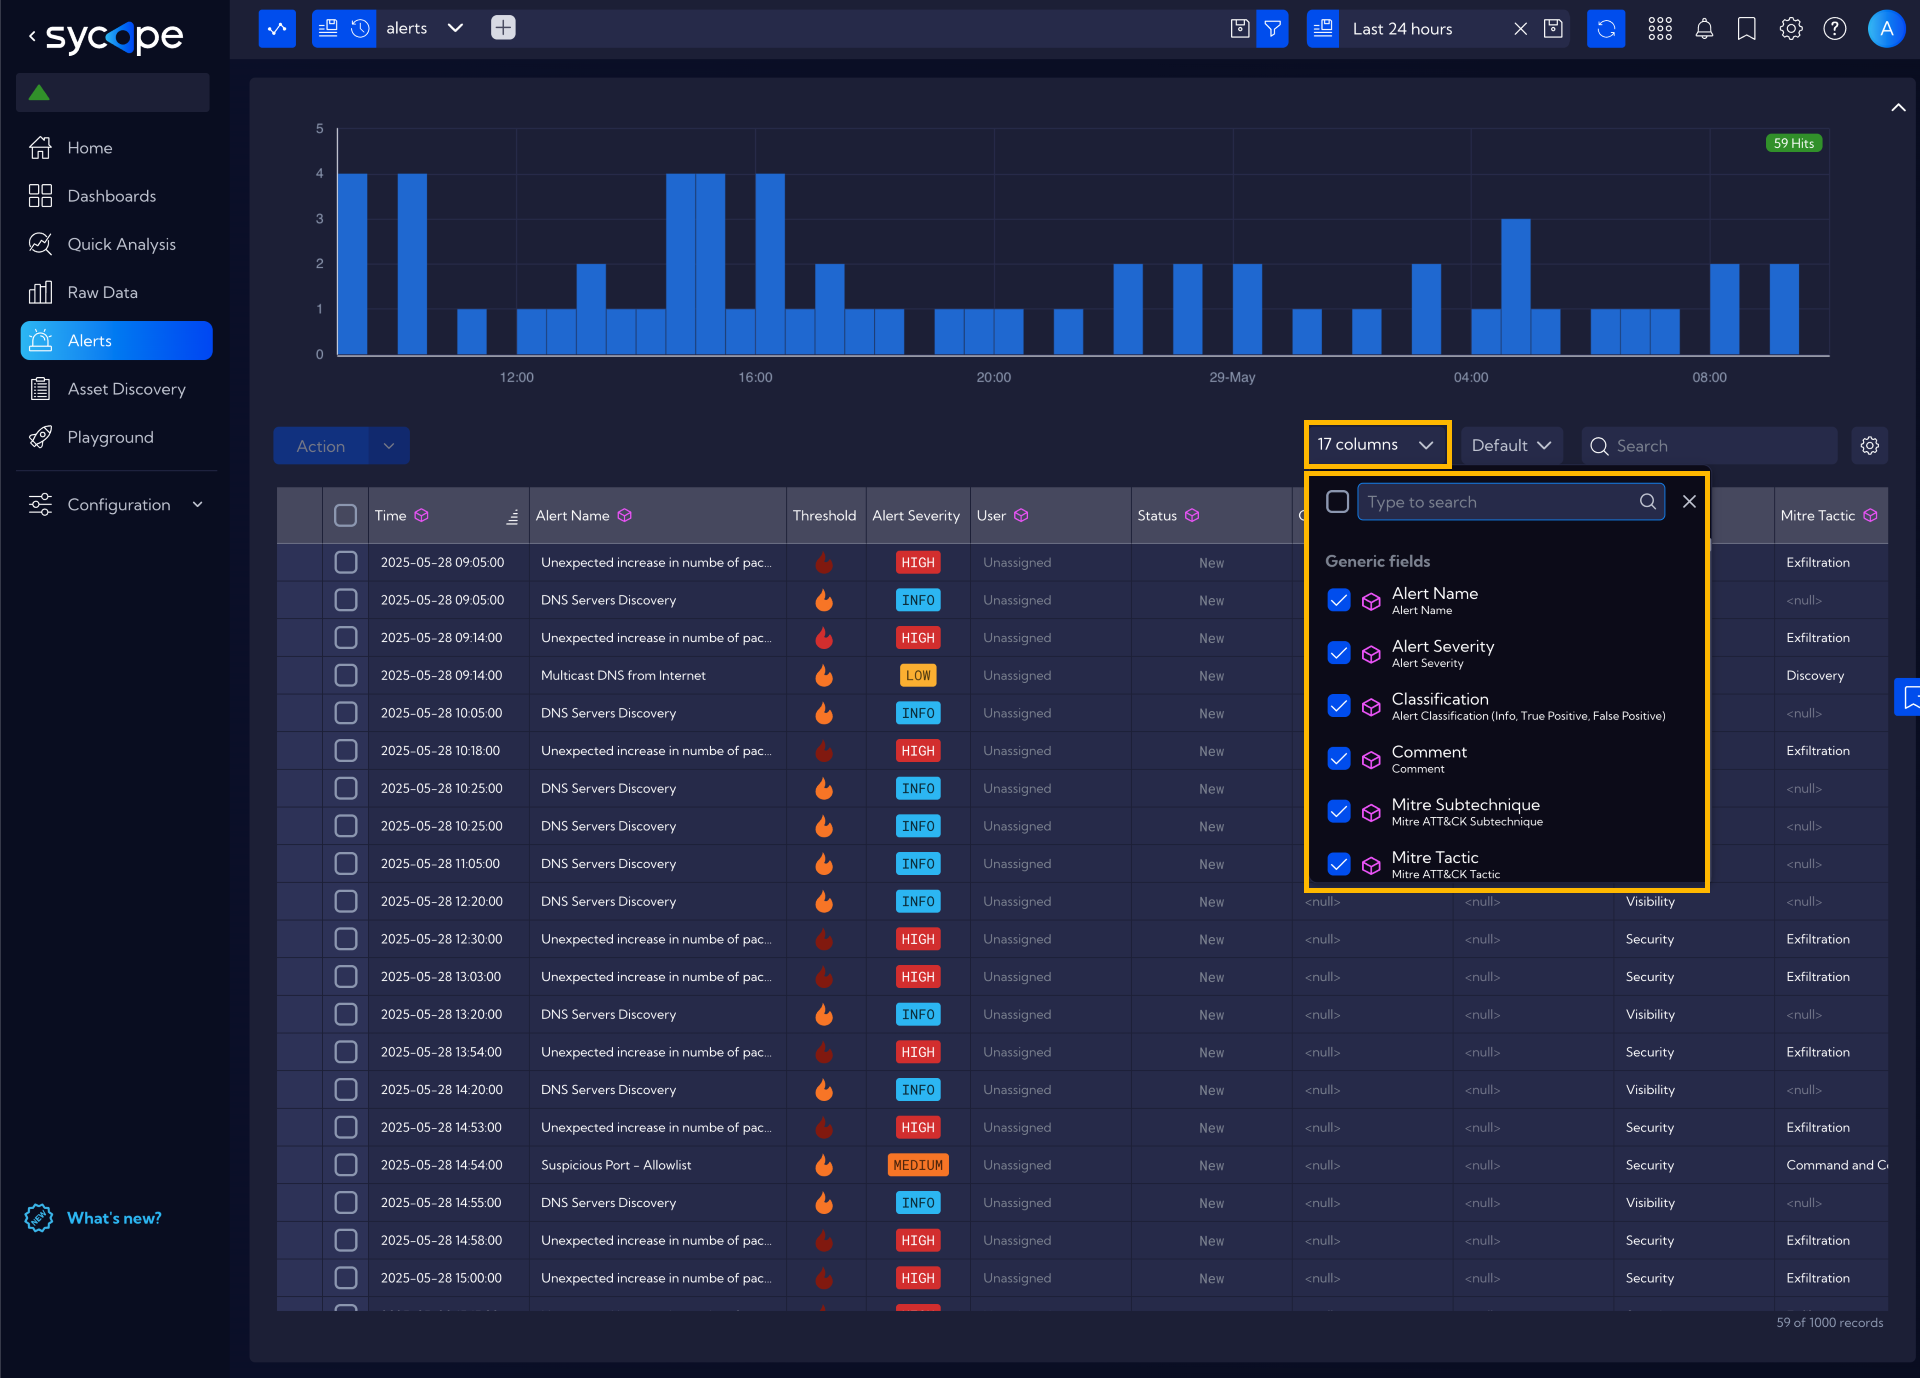 sycope
alerts
Last 24 hours
A
Home
Dashboards
Quick Analysis
Raw Data
Alerts
Asset Discovery
Playground
Configuration
NEW
What's new?
59 Hits
5
4
3
2
1
0
12:00
16:00
20:00
29-May
04:00
08:00
Action
17 columns
Default
Search
Time
Alert Name
Threshold
Alert Severity
User
Status
Mitre Tactic
Type to search
Generic fields
Alert Name
Alert Name
Alert Severity
Alert Severity
Classification
Alert Classification (Info, True Positive, False Positive)
Comment
Comment
Mitre Subtechnique
Mitre ATT&CK Subtechnique
Mitre Tactic
Mitre ATT&CK Tactic
2025-05-28 09:05:00 Unexpected increase in numbe of pac... HIGH Unassigned New Exfiltration
2025-05-28 09:05:00 DNS Servers Discovery INFO Unassigned New <null>
2025-05-28 09:14:00 Unexpected increase in numbe of pac... HIGH Unassigned New Exfiltration
2025-05-28 09:14:00 Multicast DNS from Internet LOW Unassigned New Discovery
2025-05-28 10:05:00 DNS Servers Discovery INFO Unassigned New <null>
2025-05-28 10:18:00 Unexpected increase in numbe of pac... HIGH Unassigned New Exfiltration
2025-05-28 10:25:00 DNS Servers Discovery INFO Unassigned New <null>
2025-05-28 10:25:00 DNS Servers Discovery INFO Unassigned New <null>
2025-05-28 11:05:00 DNS Servers Discovery INFO Unassigned New <null>
2025-05-28 12:20:00 DNS Servers Discovery INFO Unassigned New <null> <null> Visibility <null>
2025-05-28 12:30:00 Unexpected increase in numbe of pac... HIGH Unassigned New <null> <null> Security Exfiltration
2025-05-28 13:03:00 Unexpected increase in numbe of pac... HIGH Unassigned New <null> <null> Security Exfiltration
2025-05-28 13:20:00 DNS Servers Discovery INFO Unassigned New <null> <null> Visibility <null>
2025-05-28 13:54:00 Unexpected increase in numbe of pac... HIGH Unassigned New <null> <null> Security Exfiltration
2025-05-28 14:20:00 DNS Servers Discovery INFO Unassigned New <null> <null> Visibility <null>
2025-05-28 14:53:00 Unexpected increase in numbe of pac... HIGH Unassigned New <null> <null> Security Exfiltration
2025-05-28 14:54:00 Suspicious Port - Allowlist MEDIUM Unassigned New <null> <null> Security Command and Co
2025-05-28 14:55:00 DNS Servers Discovery INFO Unassigned New <null> <null> Visibility <null>
2025-05-28 14:58:00 Unexpected increase in numbe of pac... HIGH Unassigned New <null> <null> Security Exfiltration
2025-05-28 15:00:00 Unexpected increase in numbe of pac... HIGH Unassigned New <null> <null> Security Exfiltration
59 of 1000 records